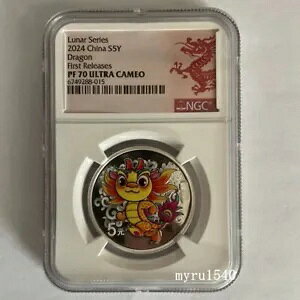 Lunar Series
2024 China S5Y
Dragon
First Releases
PF 70 ULTRA CAMEO
6749288-015
NGC
5元
myru1540